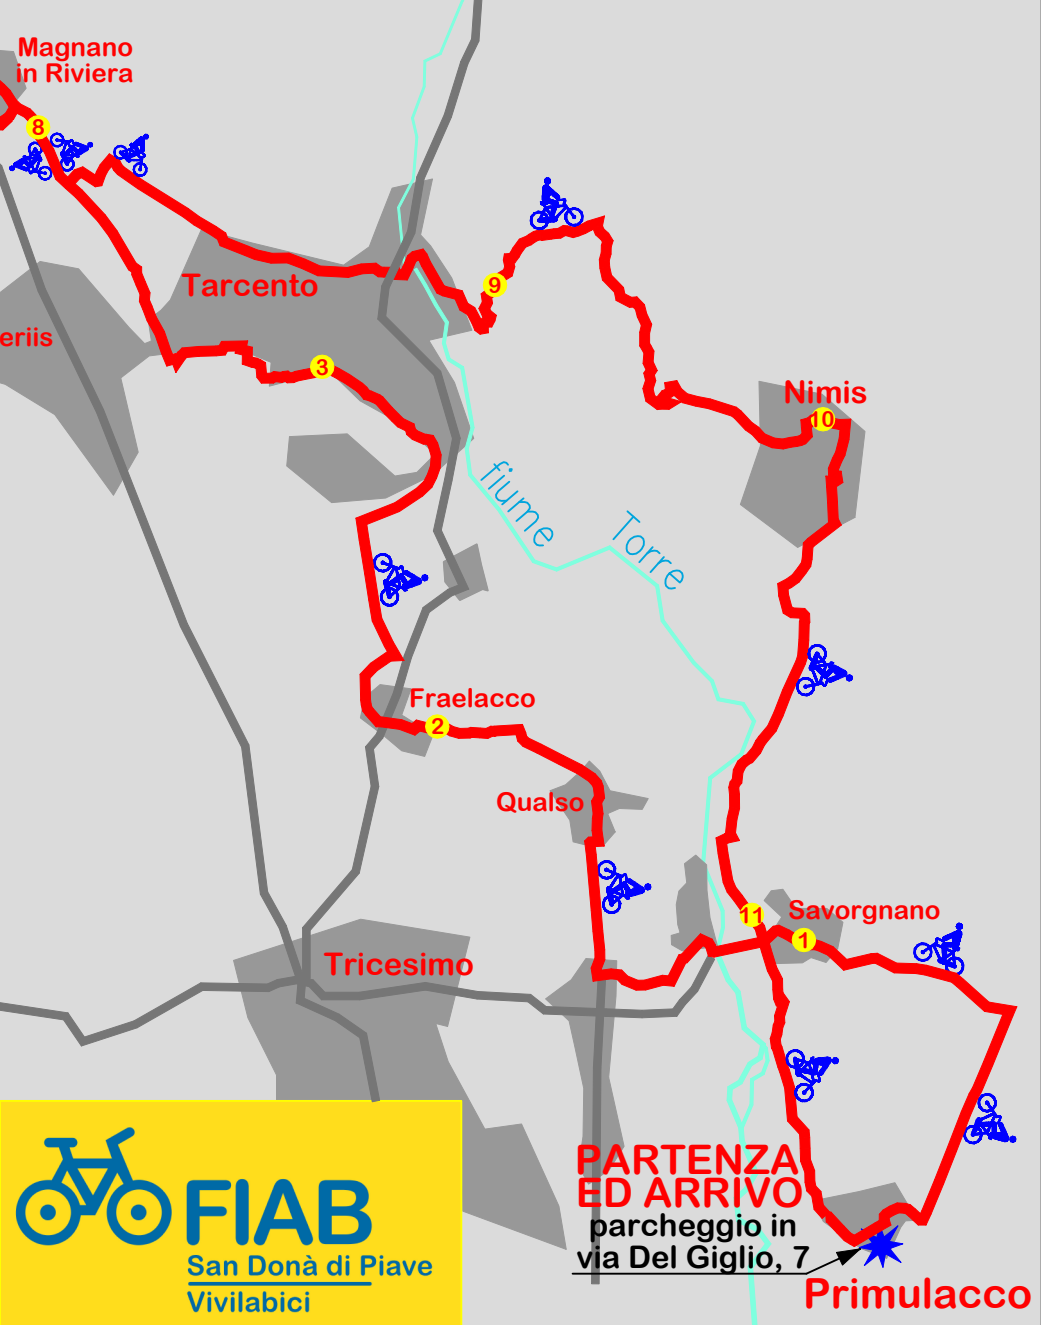 Magnano
in Riviera
8
Tarcento
9
eriis
3
Nimis
10
fiume
Torre
Fraelacco
2
Qualso
11
Savorgnano
1
Tricesimo
PARTENZA
ED ARRIVO
parcheggio in
via Del Giglio, 7
Primulacco
FIAB
San Donà di Piave
Vivilabici